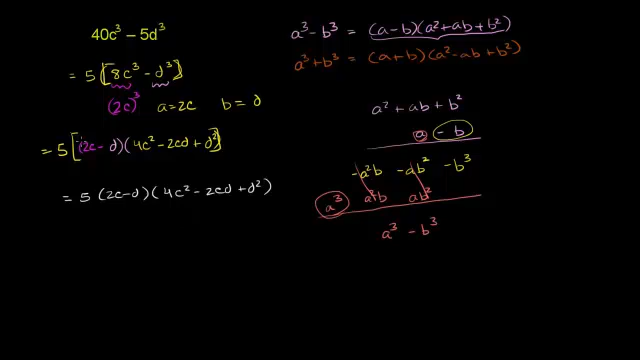 40c³ − 5d³
= 5 [8c³ − d³]
(2c)³ a=2c b=d
= 5 [(2c − d)(4c² − 2cd + d²)]
= 5 (2c−d)(4c² − 2cd + d²)
a³ − b³ = (a−b)(a² + ab + b²)
a³ + b³ = (a+b)(a² − ab + b²)
a² + ab + b²
a − b
−a²b − ab² − b³
a³ a²b ab²
a³ − b³